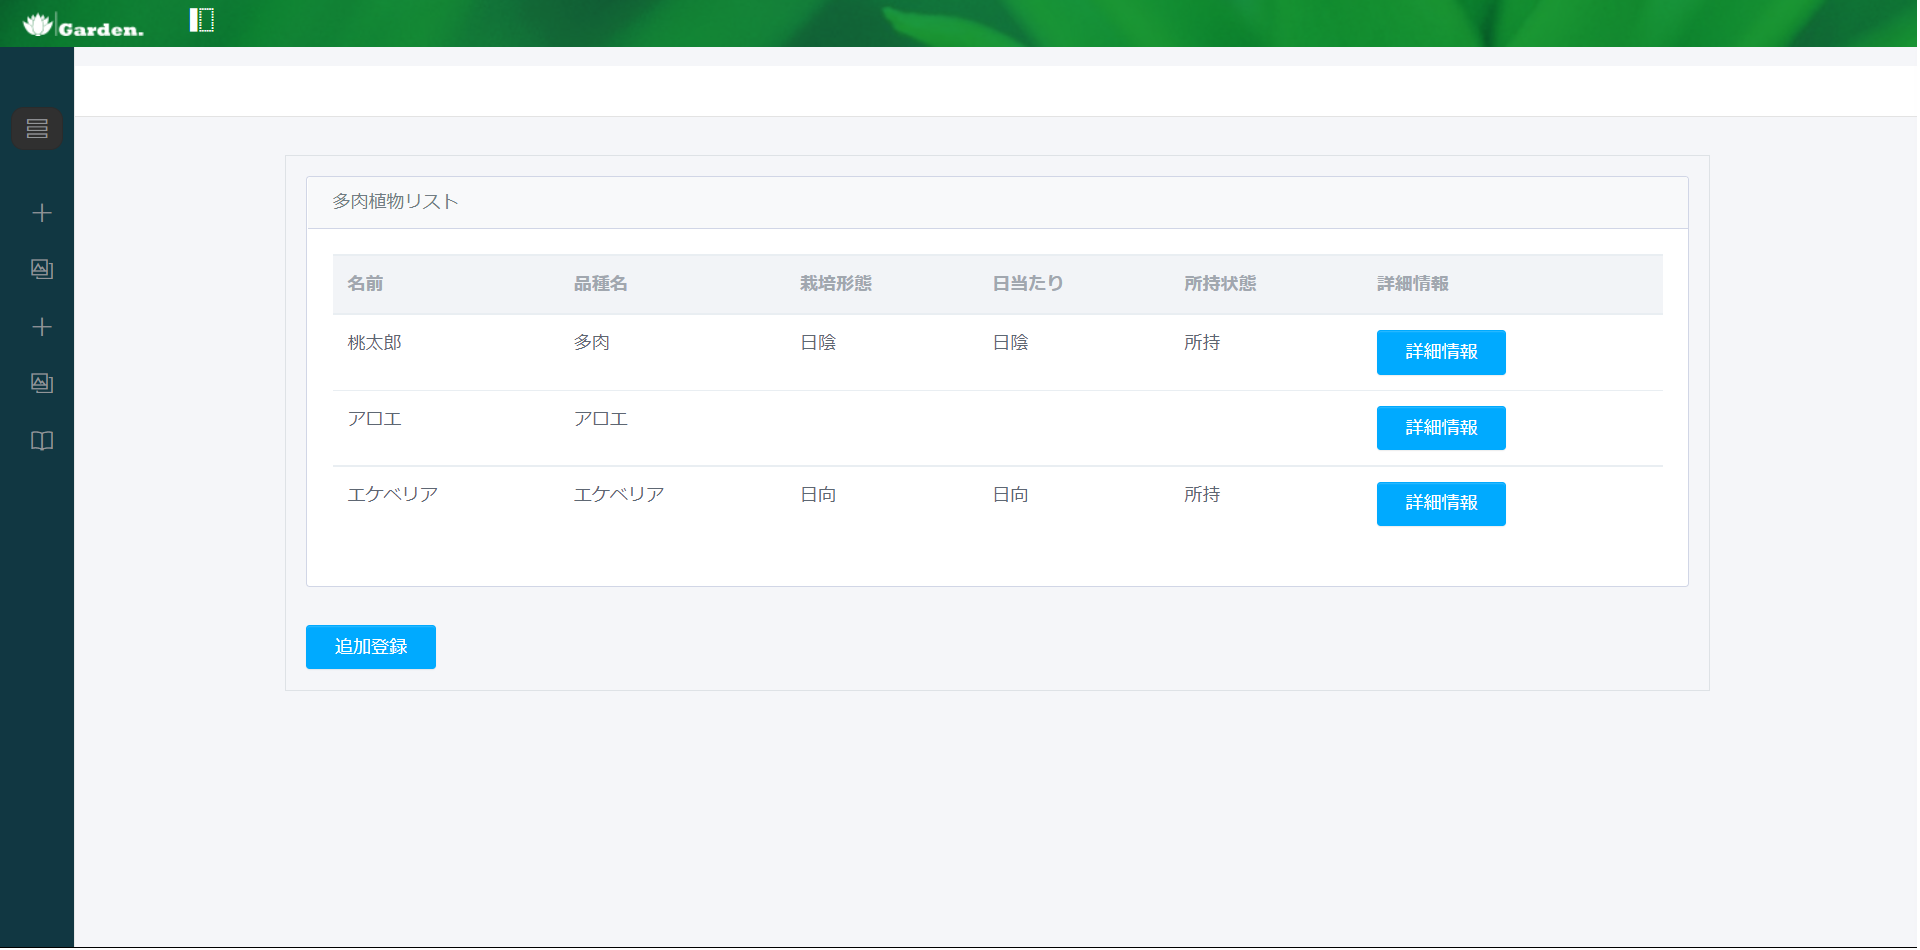 Garden.
多肉植物リスト
名前 品種名 栽培形態 日当たり 所持状態 詳細情報
桃太郎 多肉 日陰 日陰 所持 詳細情報
アロエ アロエ 詳細情報
エケベリア エケベリア 日向 日向 所持 詳細情報
追加登録